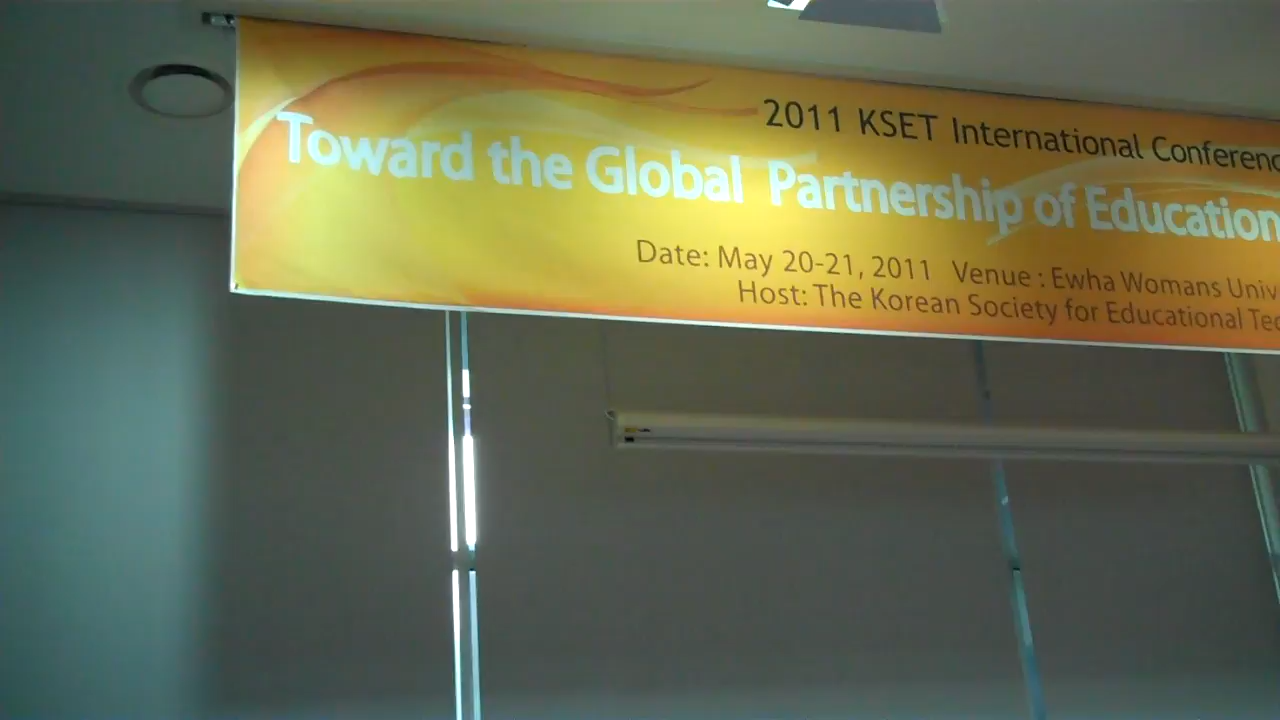 2011 KSET International Conferenc
Toward the Global Partnership of Education
Date: May 20-21, 2011 Venue : Ewha Womans Univ
Host: The Korean Society for Educational Tec